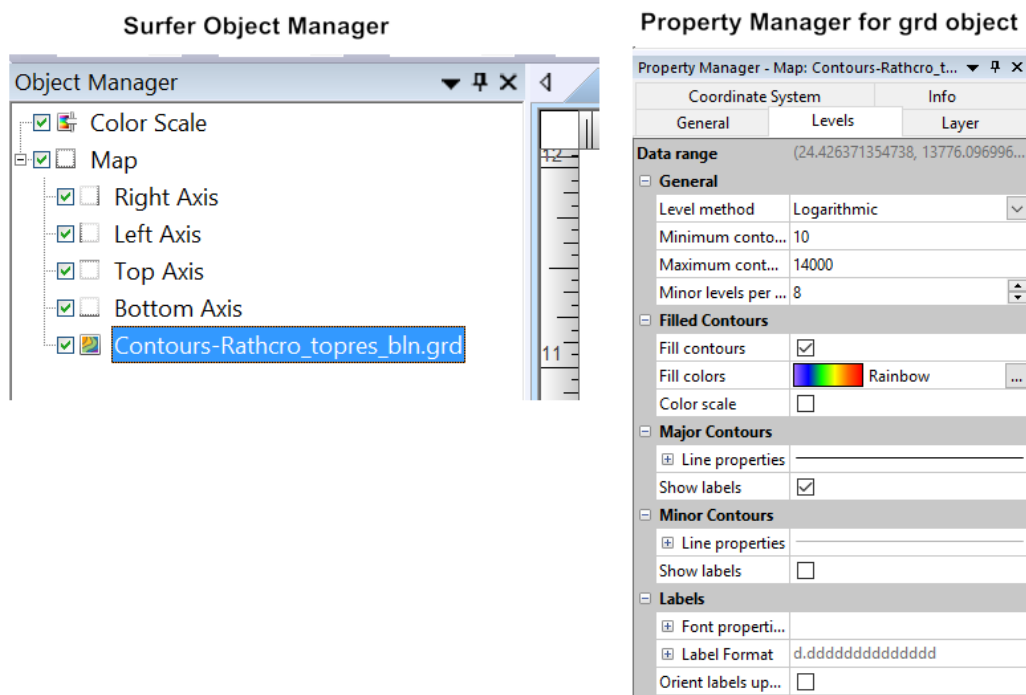 Surfer Object Manager
Object Manager
Color Scale
Map
Right Axis
Left Axis
Top Axis
Bottom Axis
Contours-Rathcro_topres_bln.grd
12
11
Property Manager for grd object
Property Manager - Map: Contours-Rathcro_t...
Coordinate System Info
General Levels Layer
Data range (24.426371354738, 13776.096996...
General
Level method Logarithmic
Minimum conto... 10
Maximum cont... 14000
Minor levels per ... 8
Filled Contours
Fill contours
Fill colors Rainbow ...
Color scale
Major Contours
Line properties
Show labels
Minor Contours
Line properties
Show labels
Labels
Font properti...
Label Format d.dddddddddddddd
Orient labels up...